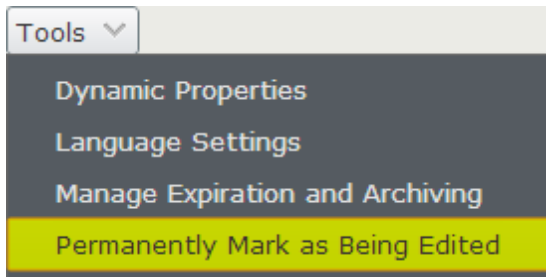 Tools
Dynamic Properties
Language Settings
Manage Expiration and Archiving
Permanently Mark as Being Edited